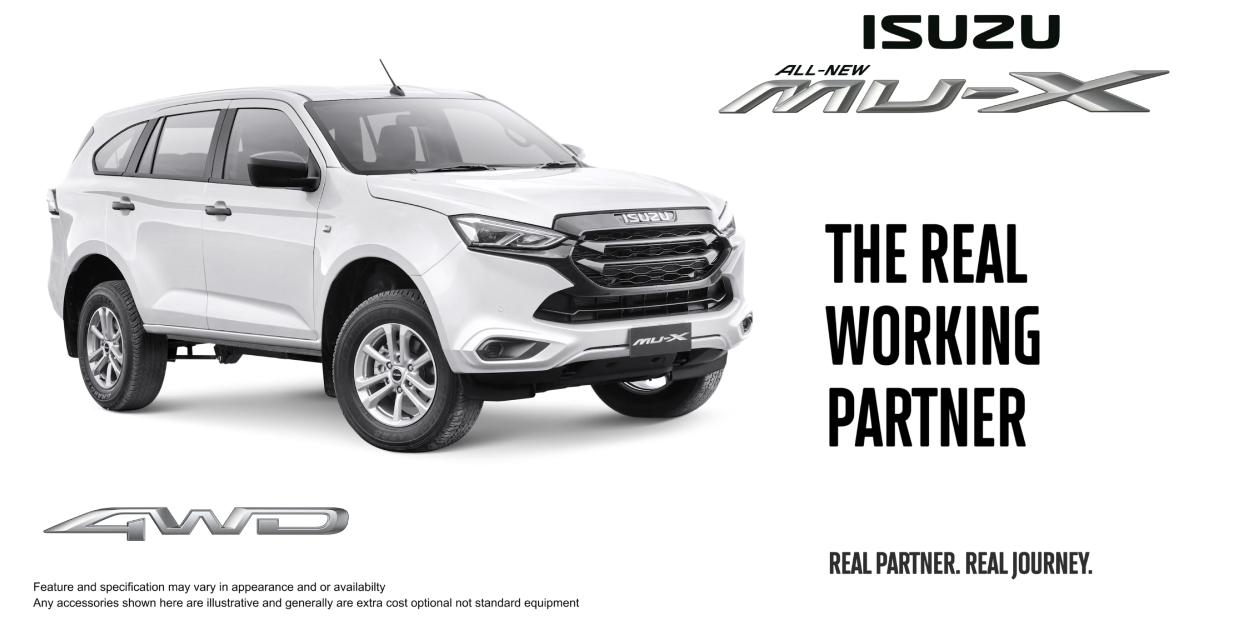 ISUZU
ALL-NEW
MU-X
ISUZU
MU-X
THE REAL
WORKING
PARTNER
4WD
REAL PARTNER. REAL JOURNEY.
Feature and specification may vary in appearance and or availabilty
Any accessories shown here are illustrative and generally are extra cost optional not standard equipment